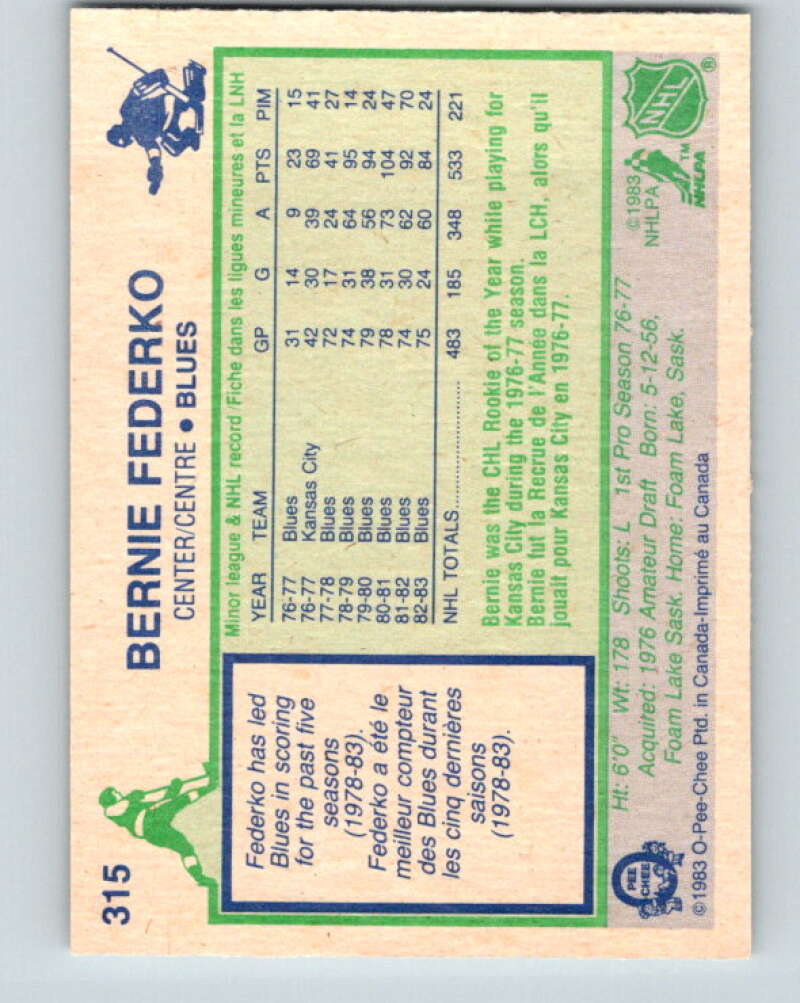 315
BERNIE FEDERKO
CENTER/CENTRE • BLUES
Federko has led
Blues in scoring
for the past five
seasons
(1978-83).
Federko a été le
meilleur compteur
des Blues durant
les cinq dernières
saisons
(1978-83).
Minor league & NHL record/Fiche dans les ligues mineures et la LNH
YEAR TEAM GP G A PTS PIM
76-77 Blues 31 14 9 23 15
76-77 Kansas City 42 30 39 69 41
77-78 Blues 72 17 24 41 27
78-79 Blues 74 31 64 95 14
79-80 Blues 79 38 56 94 24
80-81 Blues 78 31 73 104 47
81-82 Blues 74 30 62 92 70
82-83 Blues 75 24 60 84 24
NHL TOTALS.................. 483 185 348 533 221
Bernie was the CHL Rookie of the Year while playing for
Kansas City during the 1976-77 season.
Bernie fut la Recrue de l'Année dans la LCH, alors qu'il
jouait pour Kansas City en 1976-77.
Ht: 6'0" Wt: 178 Shoots: L 1st Pro Season 76-77
Acquired: 1976 Amateur Draft Born: 5-12-56,
Foam Lake Sask. Home: Foam Lake, Sask.
©1983
NHLPA
NHL ®
NHLPA ™
O PEE CHEE
©1983 O-Pee-Chee Ptd. in Canada-Imprimé au Canada